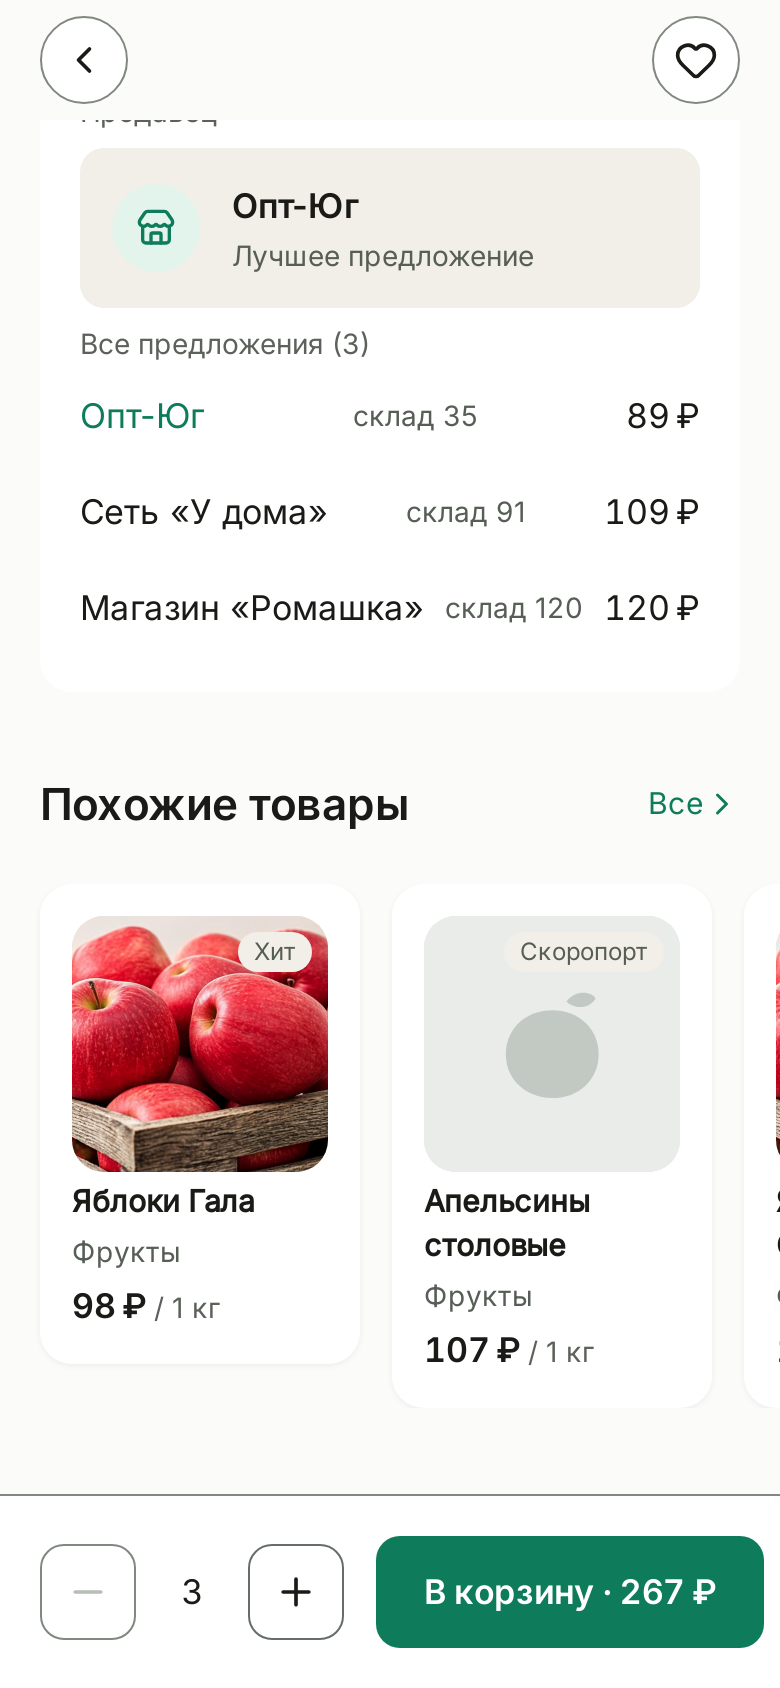 Продавец
Опт-Юг
Лучшее предложение
Все предложения (3)
Опт-Юг склад 35 89 ₽
Сеть «У дома» склад 91 109 ₽
Магазин «Ромашка» склад 120 120 ₽
Похожие товары Все
Хит
Скоропорт
Яблоки Гала
Фрукты
98 ₽ / 1 кг
Апельсины
столовые
Фрукты
107 ₽ / 1 кг
3
В корзину · 267 ₽